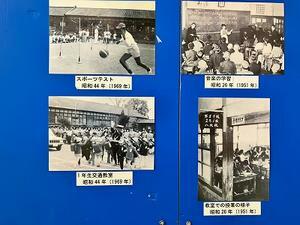 スポーツテスト
昭和44年（1969年）
音楽の学習
昭和26年（1951年）
1年生交通教室
昭和44年（1969年）
教室での授業の様子
昭和26年（1951年）